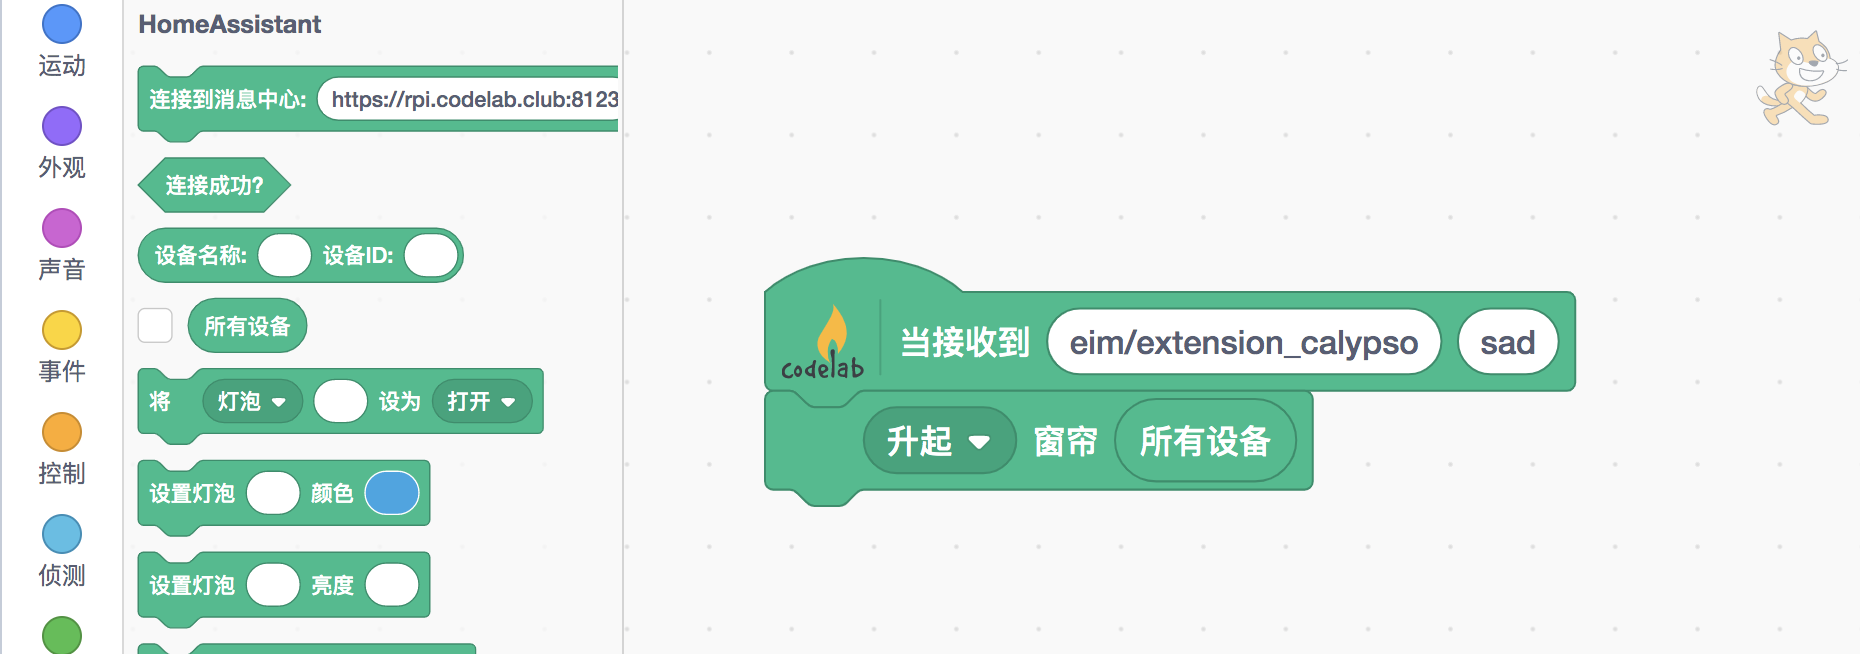 运动
外观
声音
事件
控制
侦测
HomeAssistant
连接到消息中心: https://rpi.codelab.club:8123
连接成功?
设备名称: 设备ID:
所有设备
将 灯泡 设为 打开
设置灯泡 颜色
设置灯泡 亮度
codelab 当接收到 eim/extension_calypso sad
升起 窗帘 所有设备